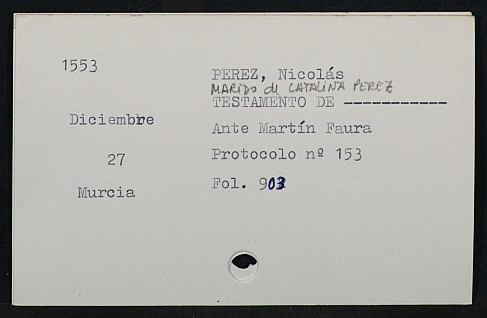 1553
PEREZ, Nicolás
MARIDO de CATALINA PEREZ
TESTAMENTO DE -----------
Diciembre
Ante Martín Faura
27
Protocolo nº 153
Murcia
Fol. 903